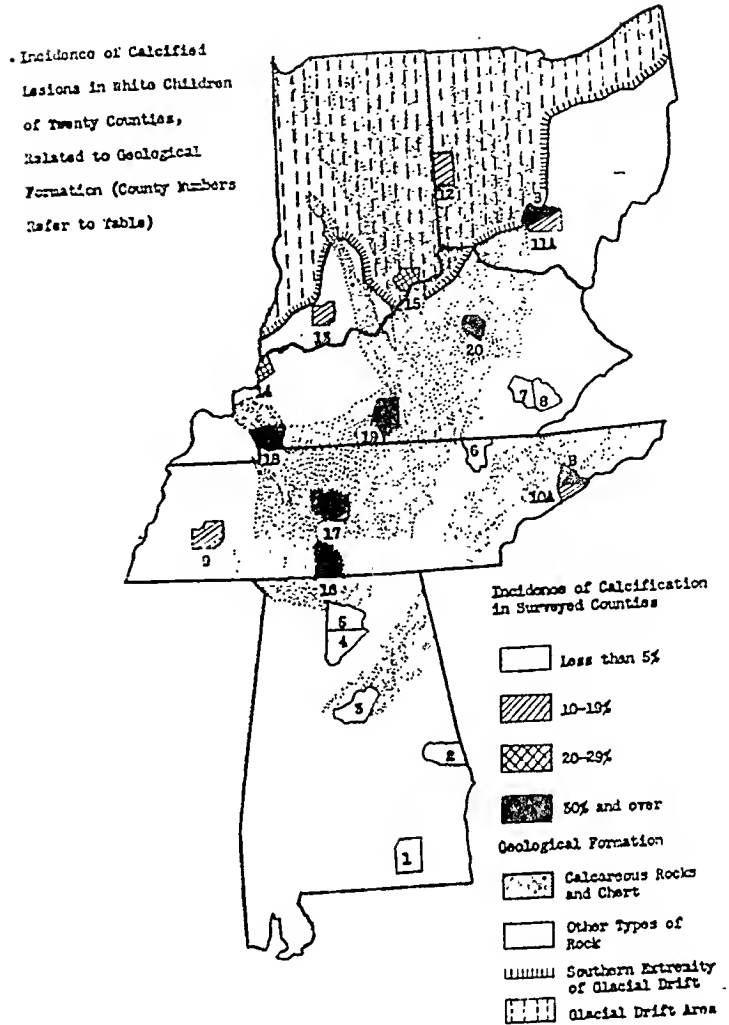 . Incidence of Calcified
Lesions in White Children
of Twenty Counties,
Related to Geological
Formation (County Numbers
Refer to Table)
12
B
11A
15
13
20
14
7 8
19
18
6
B
10A
17
9
16
5
4
3
2
1
Incidence of Calcification
in Surveyed Counties
Less than 5%
10-19%
20-29%
30% and over
Geological Formation
Calcareous Rocks
and Chert
Other Types of
Rock
Southern Extremity
of Glacial Drift
Glacial Drift Area